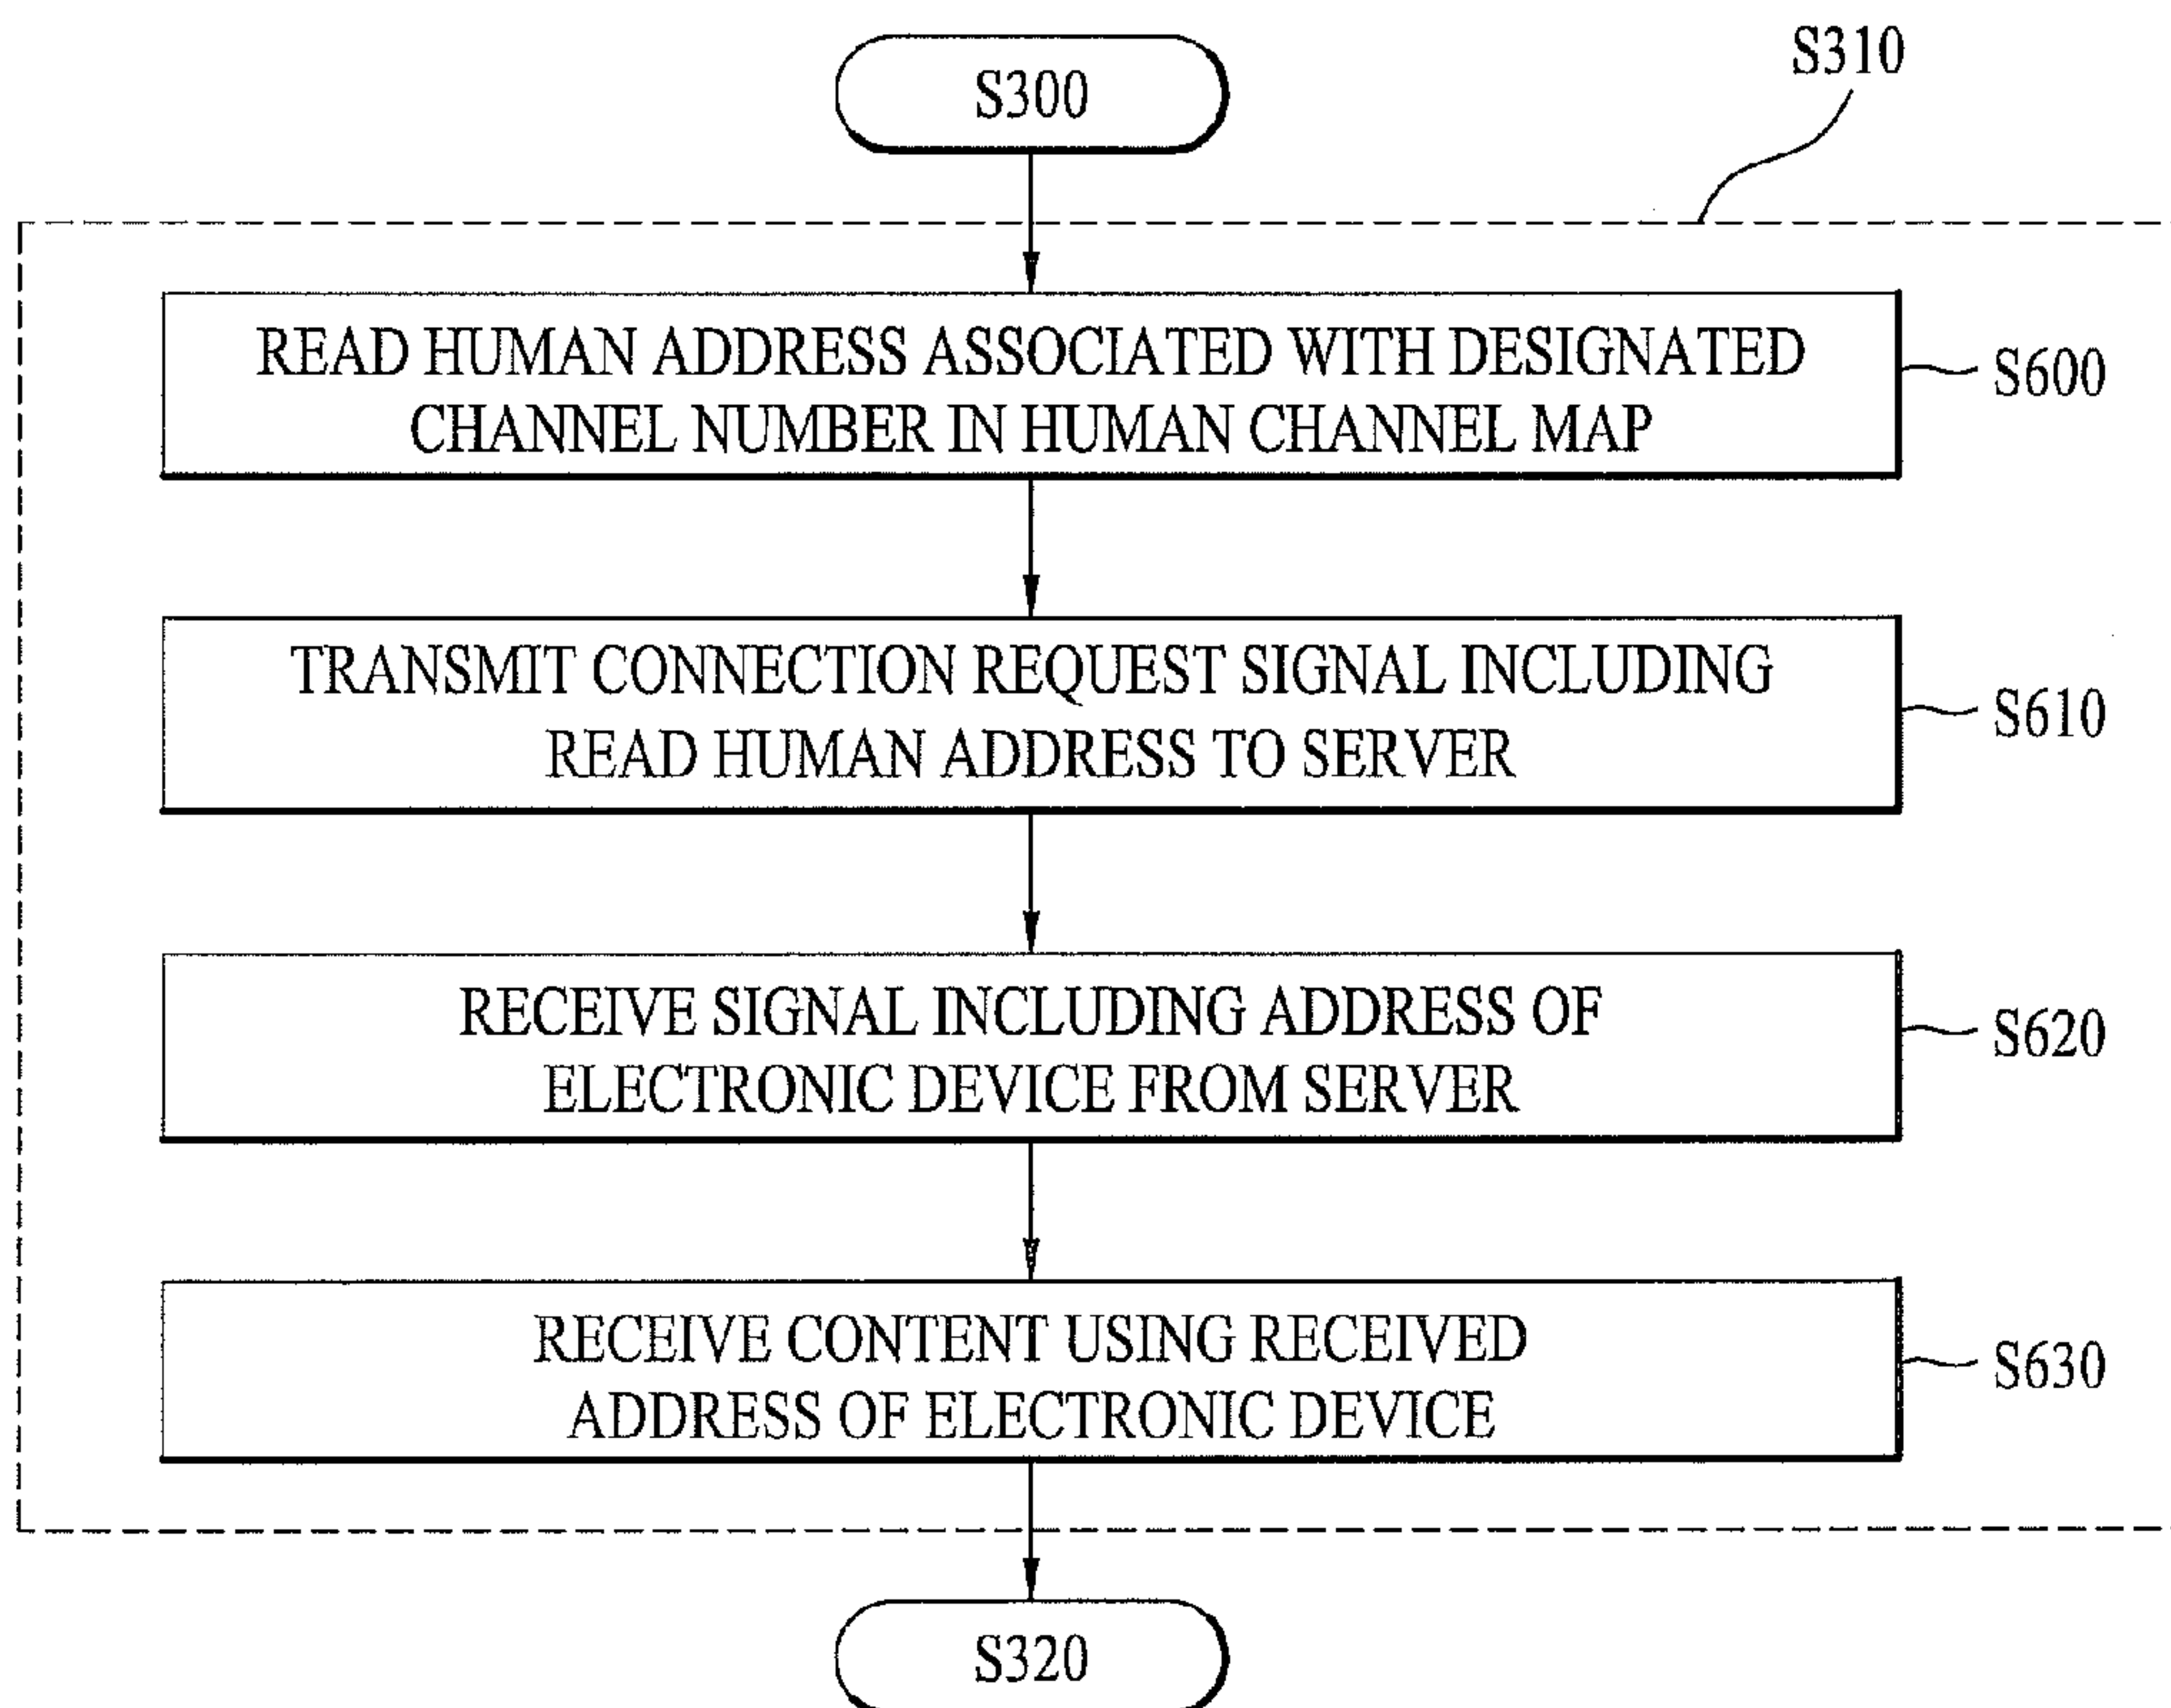 S300
S310
READ HUMAN ADDRESS ASSOCIATED WITH DESIGNATED
CHANNEL NUMBER IN HUMAN CHANNEL MAP
S600
TRANSMIT CONNECTION REQUEST SIGNAL INCLUDING
READ HUMAN ADDRESS TO SERVER
S610
RECEIVE SIGNAL INCLUDING ADDRESS OF
ELECTRONIC DEVICE FROM SERVER
S620
RECEIVE CONTENT USING RECEIVED
ADDRESS OF ELECTRONIC DEVICE
S630
S320